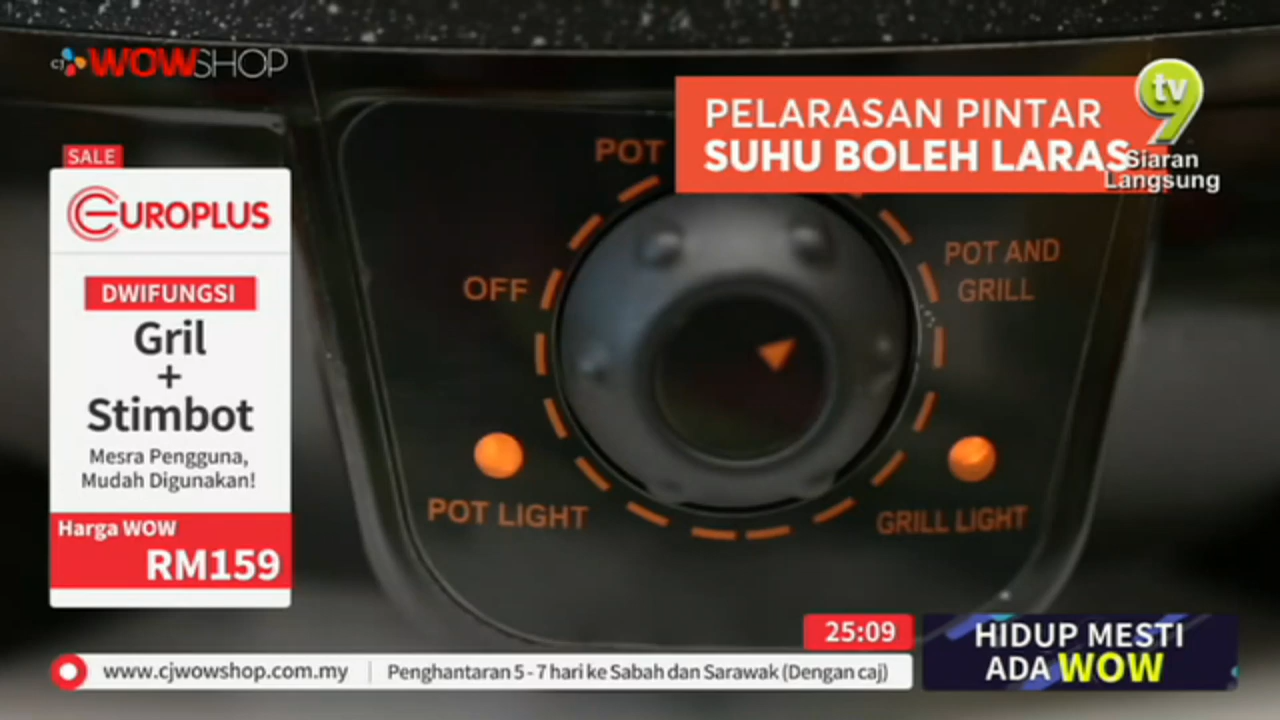 CJ WOWSHOP
PELARASAN PINTAR
SUHU BOLEH LARAS
tv9
Siaran
Langsung
SALE
EUROPLUS
DWIFUNGSI
Gril
+
Stimbot
Mesra Pengguna,
Mudah Digunakan!
Harga WOW
RM159
POT
OFF
POT AND
GRILL
POT LIGHT
GRILL LIGHT
25:09
HIDUP MESTI
ADA WOW
www.cjwowshop.com.my
Penghantaran 5 - 7 hari ke Sabah dan Sarawak (Dengan caj)